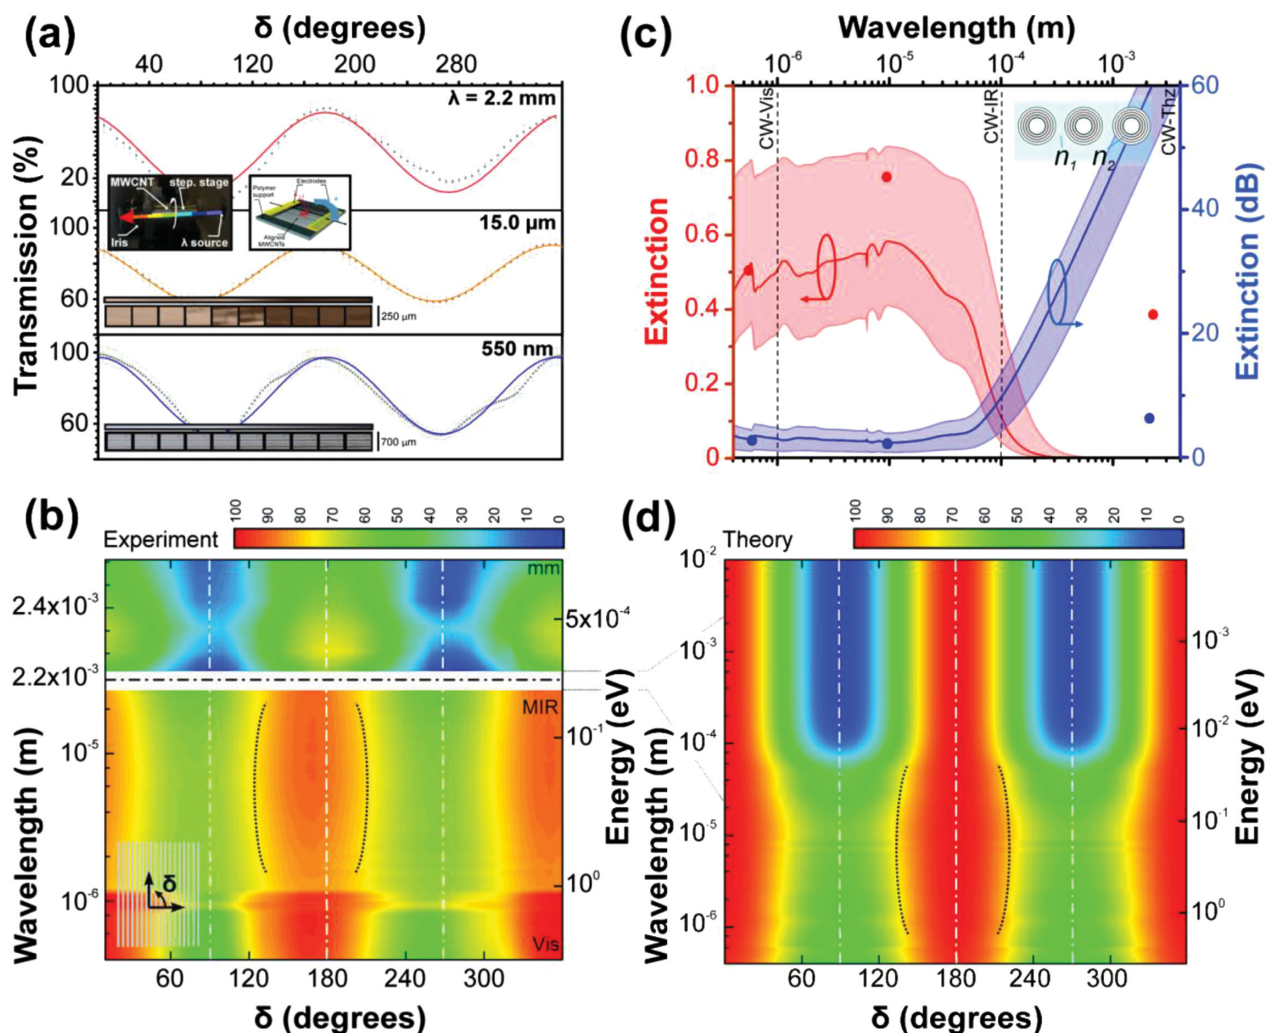 (a)
δ (degrees)
40 120 200 280
Transmission (%)
100
λ = 2.2 mm
20
MWCNT step. stage
Iris λ source
Electrodes
Polymer support
Aligned MWCNTs
100
15.0 μm
60
250 μm
100
550 nm
60
700 μm
(c)
Wavelength (m)
10-6 10-5 10-4 10-3
Extinction
1.0
0.8
0.6
0.4
0.2
0
CW-Vis
CW-IR
CW-Thz
n1 n2
60
40
20
0
Extinction (dB)
(b)
Experiment
100 90 80 70 60 50 40 30 20 10 0
mm
2.4x10-3
2.2x10-3
5x10-4
MIR
10-5
10-1
10-6
100
Vis
δ
Wavelength (m)
Energy (eV)
60 120 180 240 300
δ (degrees)
(d)
Theory
100 90 80 70 60 50 40 30 20 10 0
10-2
10-3
10-4
10-5
10-6
10-3
10-2
10-1
100
Wavelength (m)
Energy (eV)
60 120 180 240 300
δ (degrees)